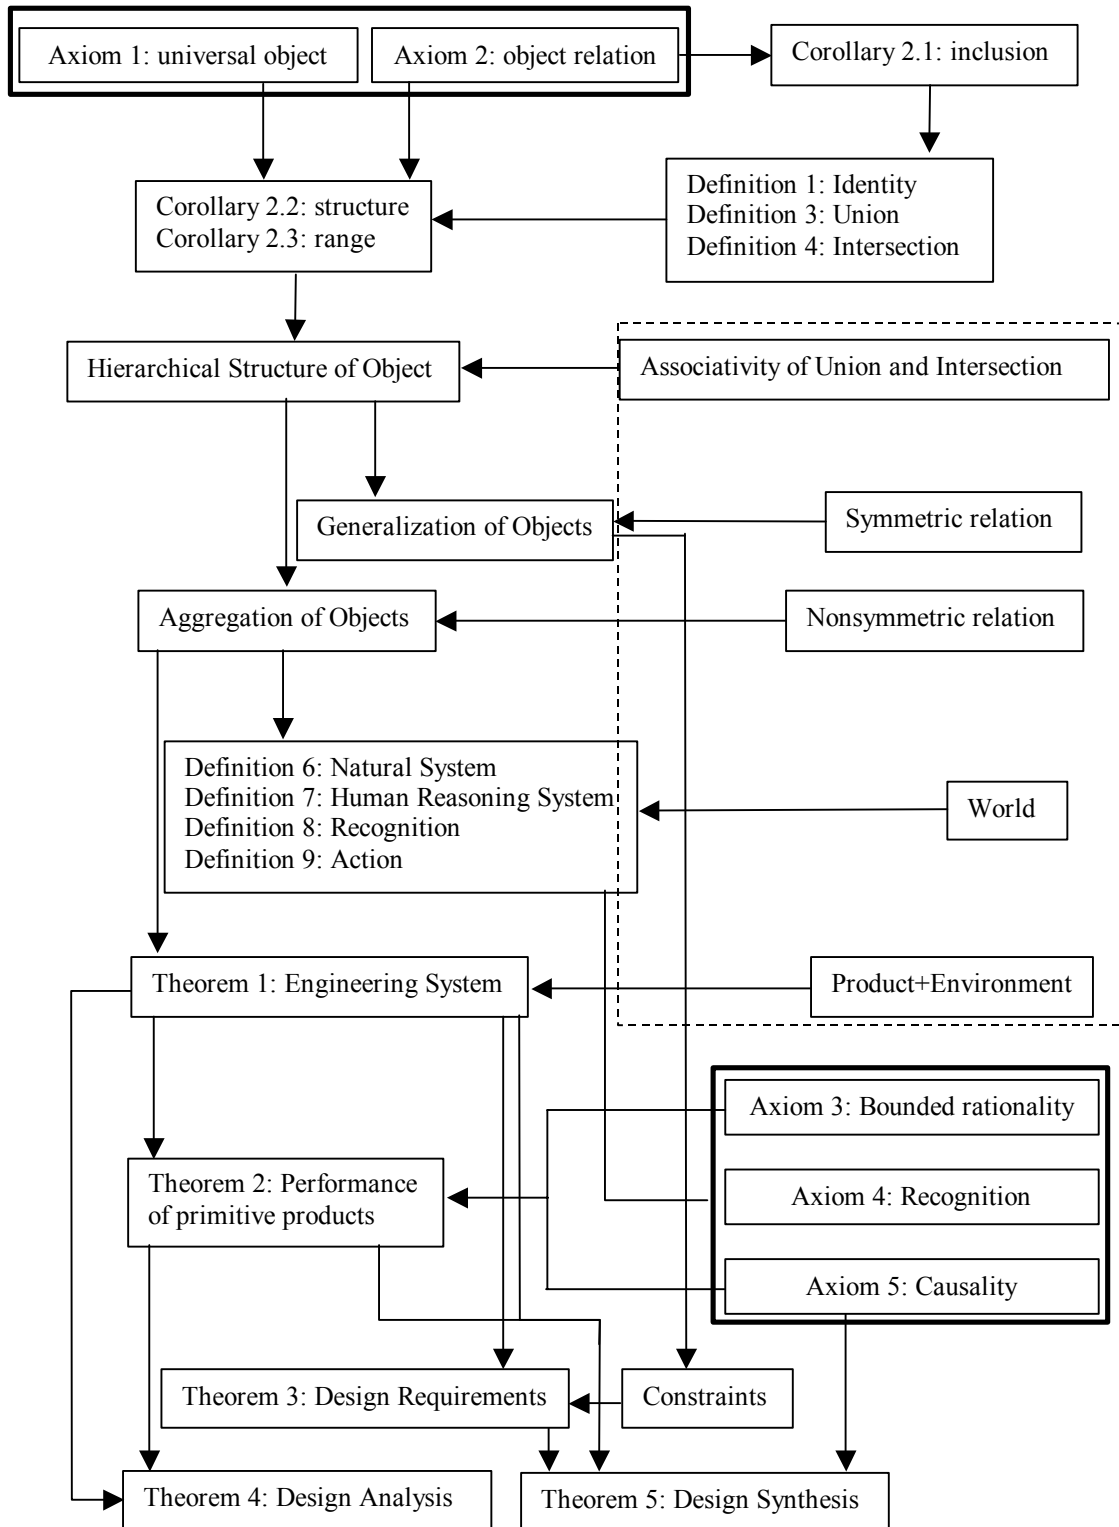 Axiom 1: universal object
Axiom 2: object relation
Corollary 2.1: inclusion
Corollary 2.2: structure
Corollary 2.3: range
Definition 1: Identity
Definition 3: Union
Definition 4: Intersection
Hierarchical Structure of Object
Associativity of Union and Intersection
Generalization of Objects
Symmetric relation
Aggregation of Objects
Nonsymmetric relation
Definition 6: Natural System
Definition 7: Human Reasoning System
Definition 8: Recognition
Definition 9: Action
World
Theorem 1: Engineering System
Product+Environment
Axiom 3: Bounded rationality
Theorem 2: Performance
of primitive products
Axiom 4: Recognition
Axiom 5: Causality
Theorem 3: Design Requirements
Constraints
Theorem 4: Design Analysis
Theorem 5: Design Synthesis